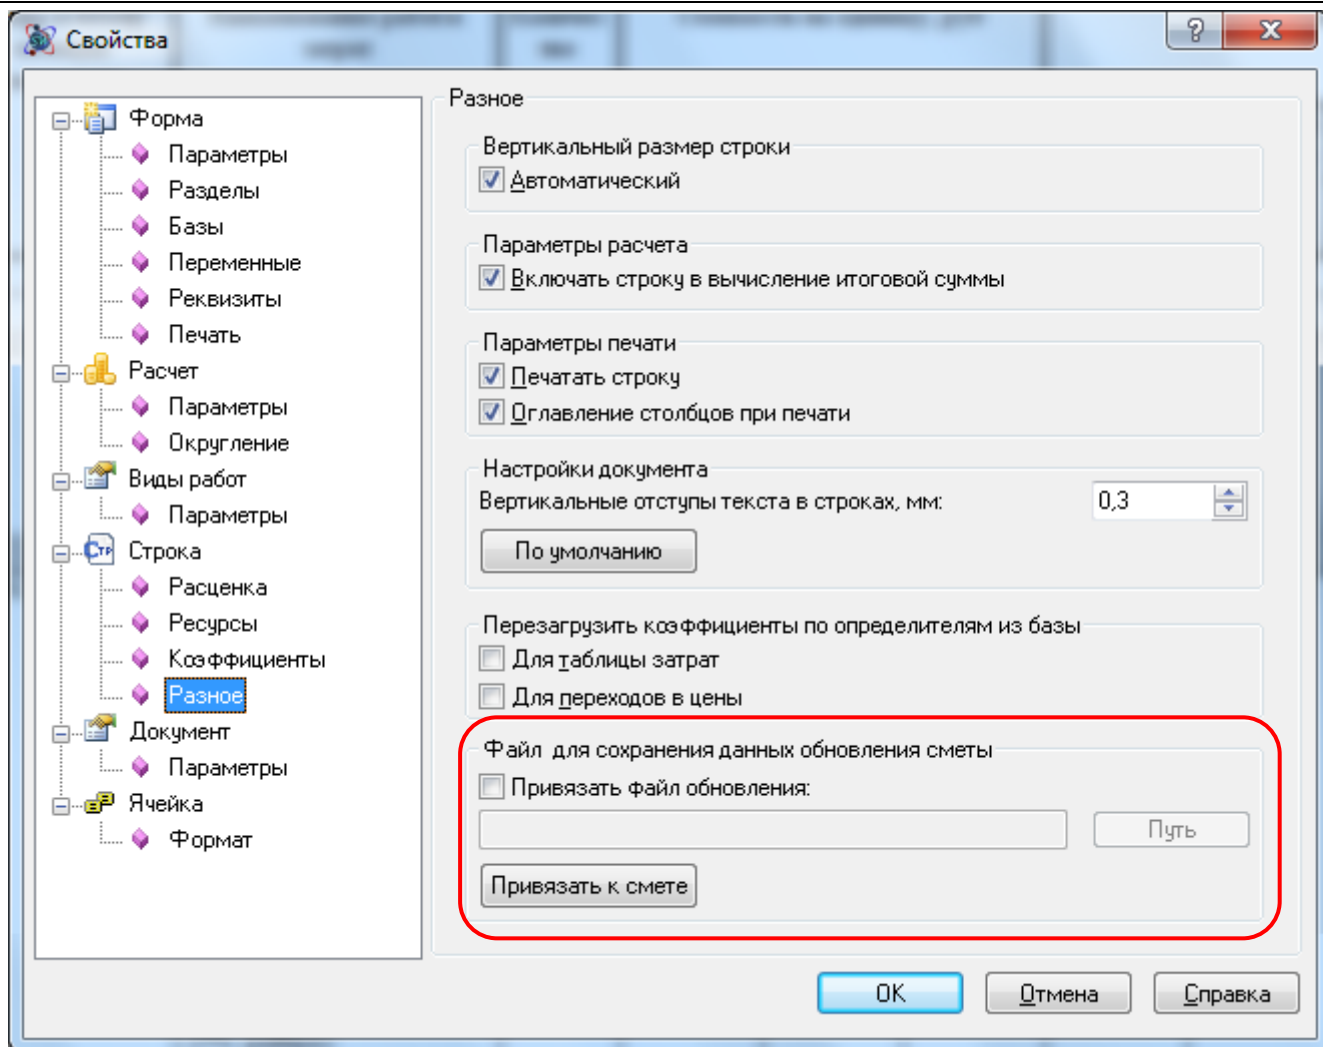 Свойства
Форма
Параметры
Разделы
Базы
Переменные
Реквизиты
Печать
Расчет
Параметры
Округление
Виды работ
Параметры
Стр Строка
Расценка
Ресурсы
Коэффициенты
Разное
Документ
Параметры
Ячейка
Формат
Разное
Вертикальный размер строки
Автоматический
Параметры расчета
Включать строку в вычисление итоговой суммы
Параметры печати
Печатать строку
Оглавление столбцов при печати
Настройки документа
Вертикальные отступы текста в строках, мм: 0,3
По умолчанию
Перезагрузить коэффициенты по определителям из базы
Для таблицы затрат
Для переходов в цены
Файл для сохранения данных обновления сметы
Привязать файл обновления:
Путь
Привязать к смете
OK Отмена Справка